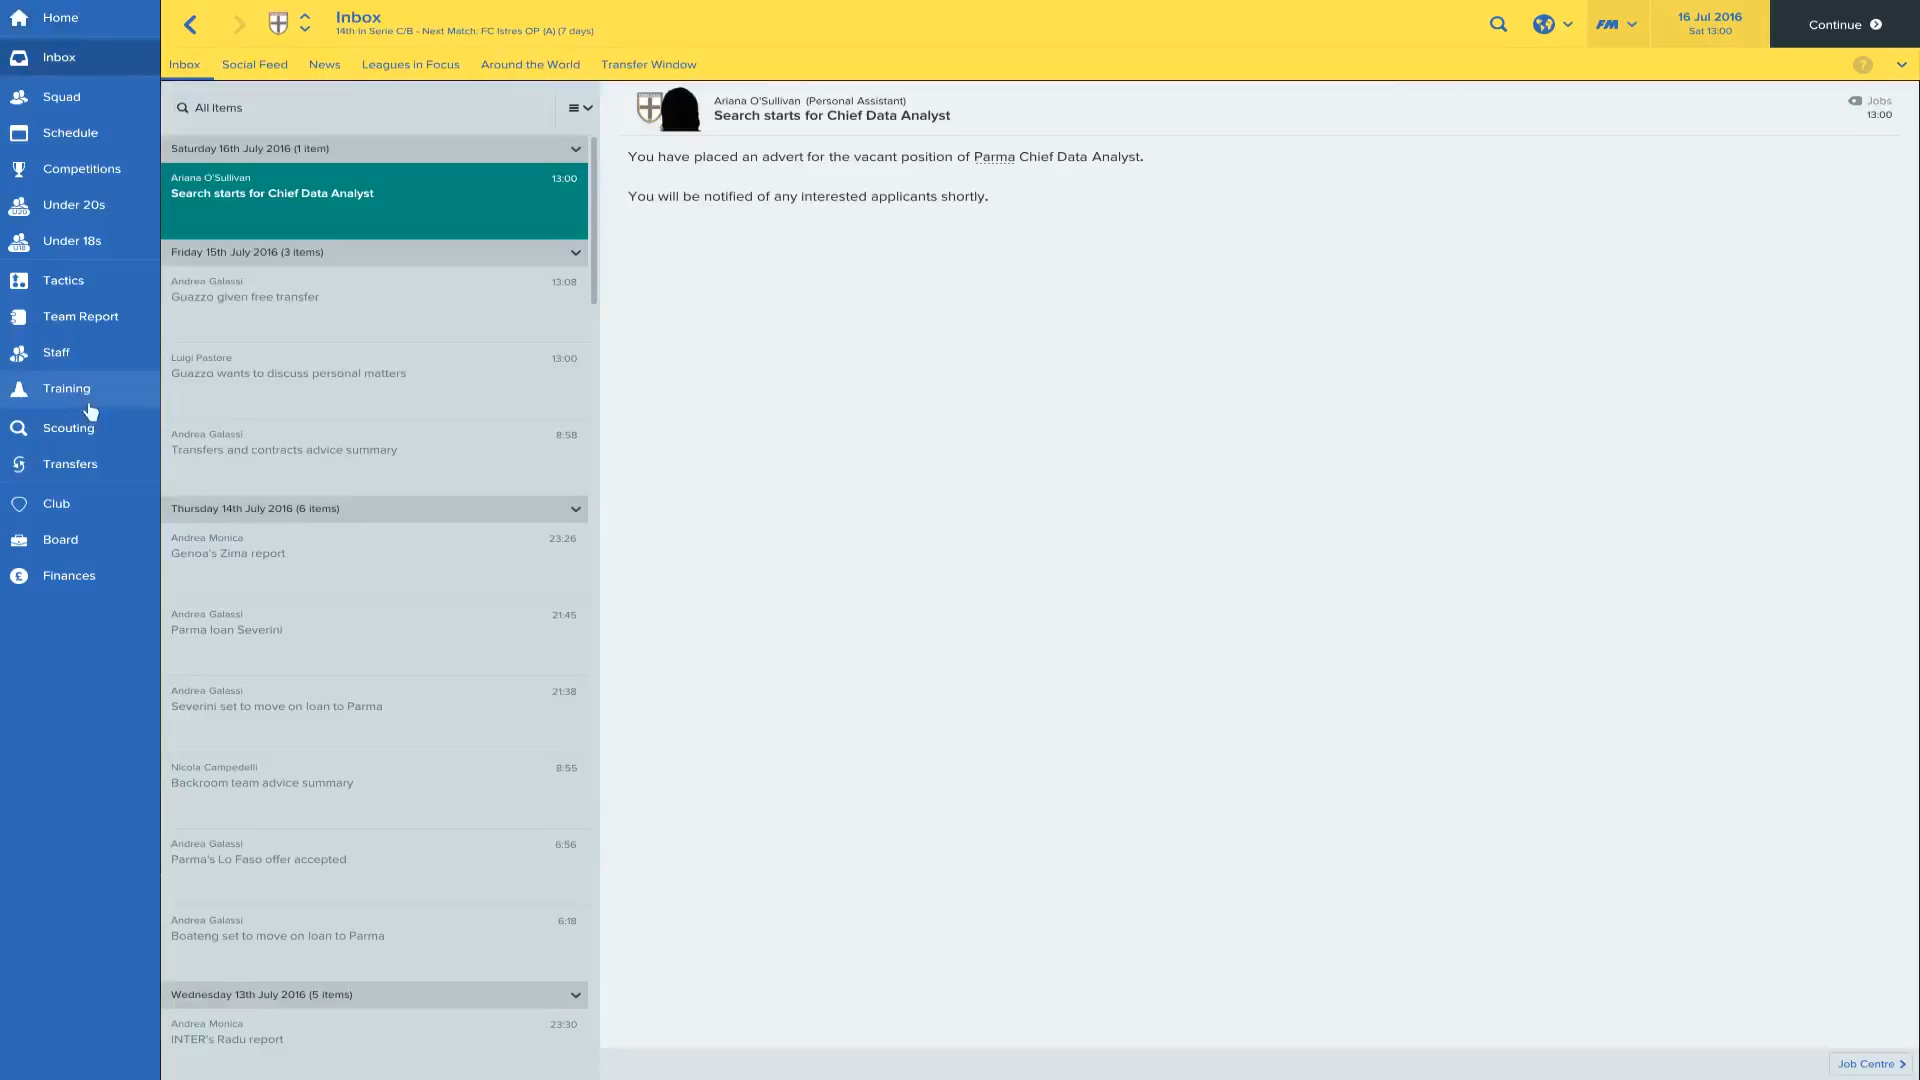 Home
Inbox
Squad
Schedule
Competitions
U20
Under 20s
U18
Under 18s
Tactics
Team Report
Staff
Training
Scouting
Transfers
Club
Board
Finances
Inbox
14th in Serie C/B - Next Match: FC Istres OP (A) (7 days)
FM
16 Jul 2016
Sat 13:00
Continue
Inbox
Social Feed
News
Leagues in Focus
Around the World
Transfer Window
?
All Items
Saturday 16th July 2016 (1 item)
Ariana O'Sullivan 13:00
Search starts for Chief Data Analyst
Friday 15th July 2016 (3 items)
Andrea Galassi 13:08
Guazzo given free transfer
Luigi Pastore 13:00
Guazzo wants to discuss personal matters
Andrea Galassi 8:58
Transfers and contracts advice summary
Thursday 14th July 2016 (6 items)
Andrea Monica 23:26
Genoa's Zima report
Andrea Galassi 21:45
Parma loan Severini
Andrea Galassi 21:38
Severini set to move on loan to Parma
Nicola Campedelli 8:55
Backroom team advice summary
Andrea Galassi 6:56
Parma's Lo Faso offer accepted
Andrea Galassi 6:18
Boateng set to move on loan to Parma
Wednesday 13th July 2016 (5 items)
Andrea Monica 23:30
INTER's Radu report
Ariana O'Sullivan (Personal Assistant)
Search starts for Chief Data Analyst
Jobs
13:00
You have placed an advert for the vacant position of Parma Chief Data Analyst.
You will be notified of any interested applicants shortly.
Job Centre